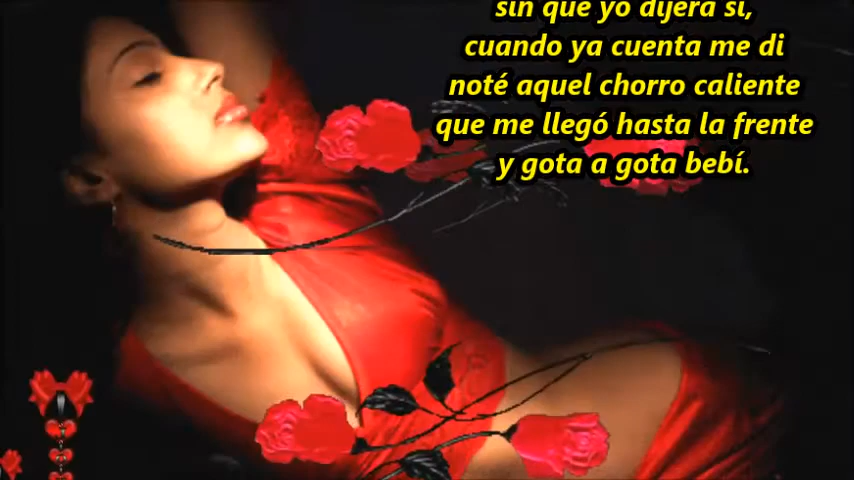 sin que yo dijera sí,
cuando ya cuenta me di
noté aquel chorro caliente
que me llegó hasta la frente
y gota a gota bebí.